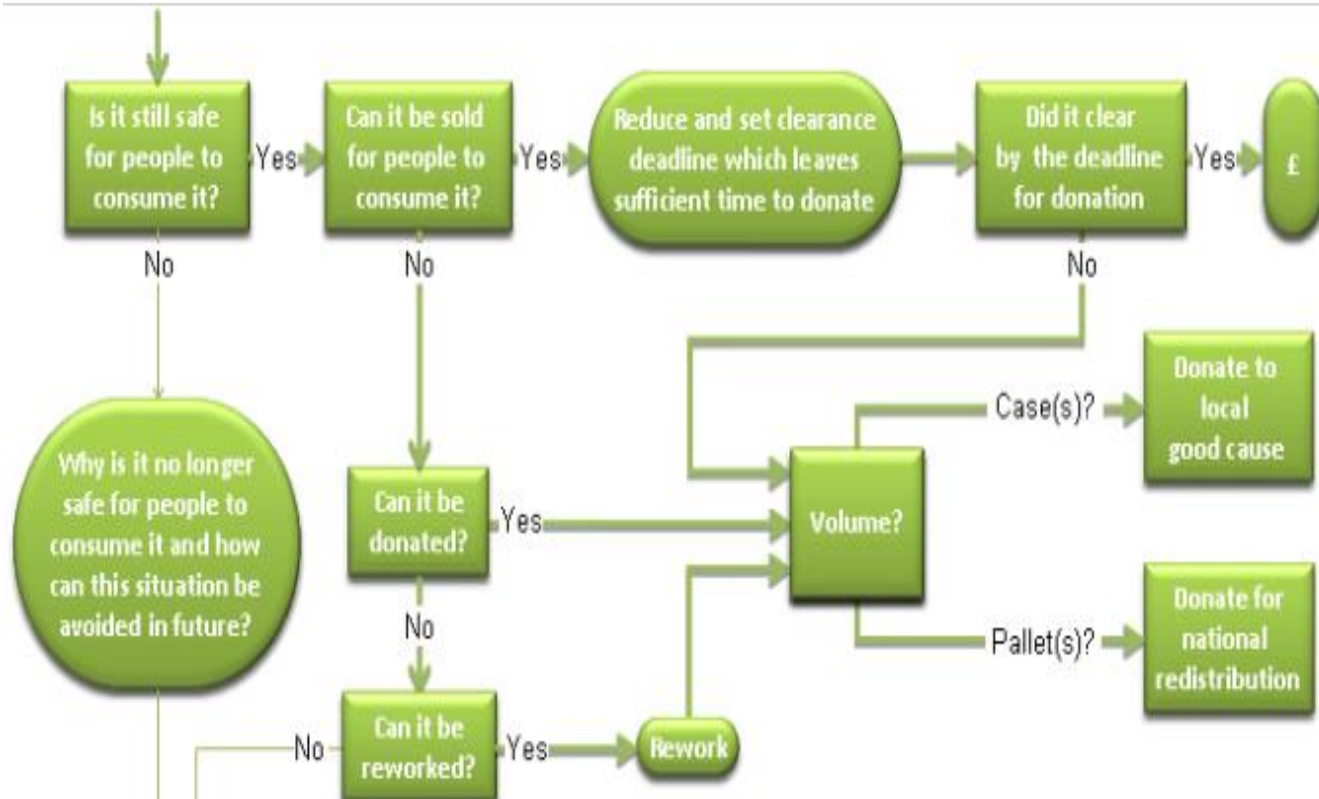 Is it still safe
for people to
consume it?
Yes
Can it be sold
for people to
consume it?
Yes
Reduce and set clearance
deadline which leaves
sufficient time to donate
Did it clear
by the deadline
for donation
Yes
£
No
No
No
Why is it no longer
safe for people to
consume it and how
can this situation be
avoided in future?
Can it be
donated?
Yes
Volume?
Case(s)?
Donate to
local
good cause
Pallet(s)?
Donate for
national
redistribution
No
Can it be
reworked?
No
Yes
Rework